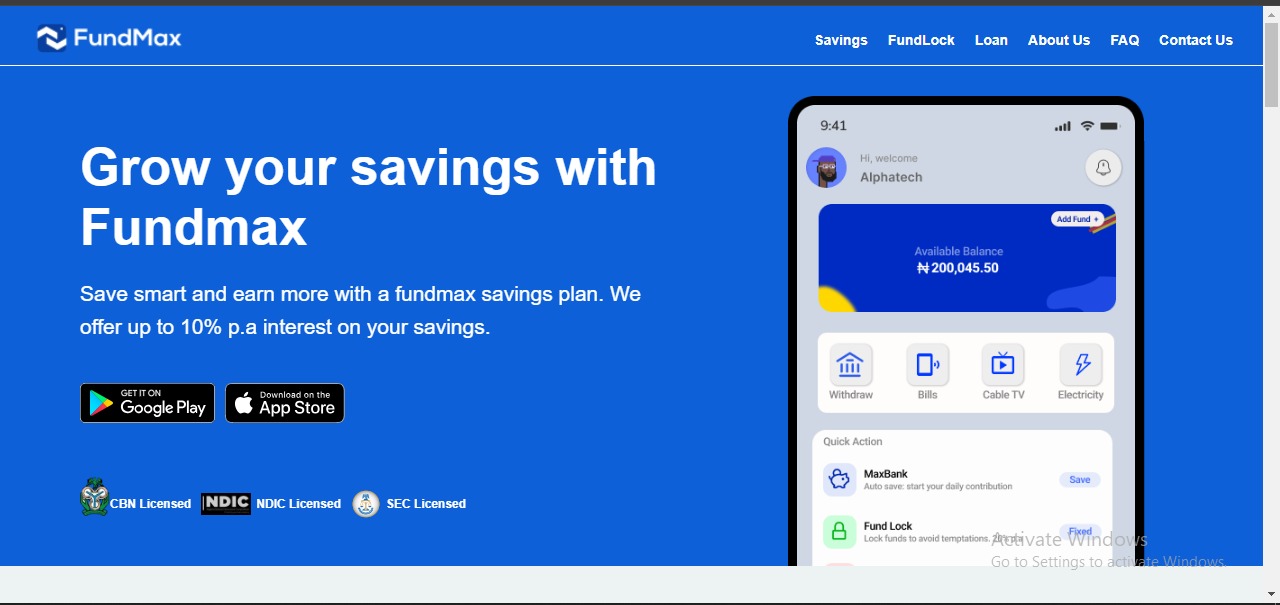 FundMax
Savings FundLock Loan About Us FAQ Contact Us
Grow your savings with
Fundmax
Save smart and earn more with a fundmax savings plan. We
offer up to 10% p.a interest on your savings.
GET IT ON
Google Play
Download on the
App Store
CBN Licensed
NDIC
NDIC Licensed
SEC Licensed
9:41
Hi, welcome
Alphatech
Add Fund +
Available Balance
₦ 200,045.50
Withdraw Bills Cable TV Electricity
Quick Action
MaxBank
Auto save: start your daily contribution
Save
Fund Lock
Lock funds to avoid temptations.
Fixed
Activate Windows
Go to Settings to activate Windows.